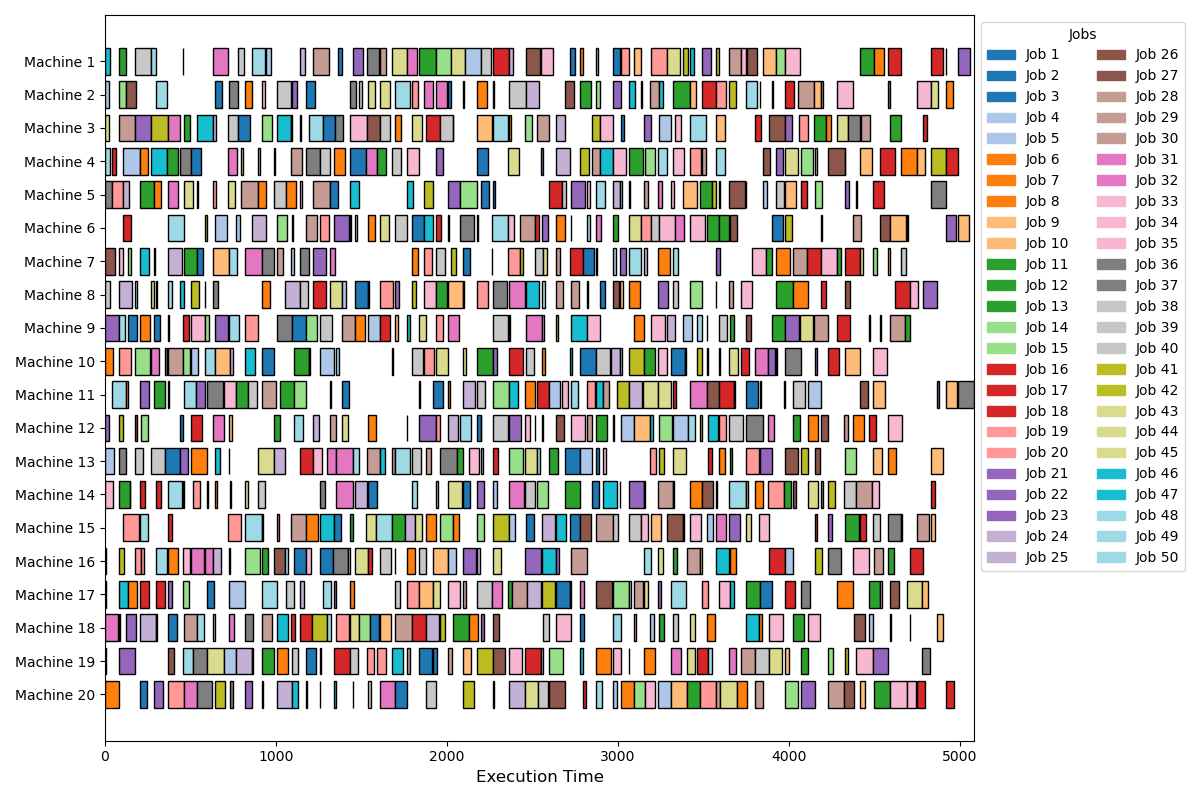 Machine 1
Machine 2
Machine 3
Machine 4
Machine 5
Machine 6
Machine 7
Machine 8
Machine 9
Machine 10
Machine 11
Machine 12
Machine 13
Machine 14
Machine 15
Machine 16
Machine 17
Machine 18
Machine 19
Machine 20
0 1000 2000 3000 4000 5000
Execution Time
Jobs
Job 1
Job 2
Job 3
Job 4
Job 5
Job 6
Job 7
Job 8
Job 9
Job 10
Job 11
Job 12
Job 13
Job 14
Job 15
Job 16
Job 17
Job 18
Job 19
Job 20
Job 21
Job 22
Job 23
Job 24
Job 25
Job 26
Job 27
Job 28
Job 29
Job 30
Job 31
Job 32
Job 33
Job 34
Job 35
Job 36
Job 37
Job 38
Job 39
Job 40
Job 41
Job 42
Job 43
Job 44
Job 45
Job 46
Job 47
Job 48
Job 49
Job 50